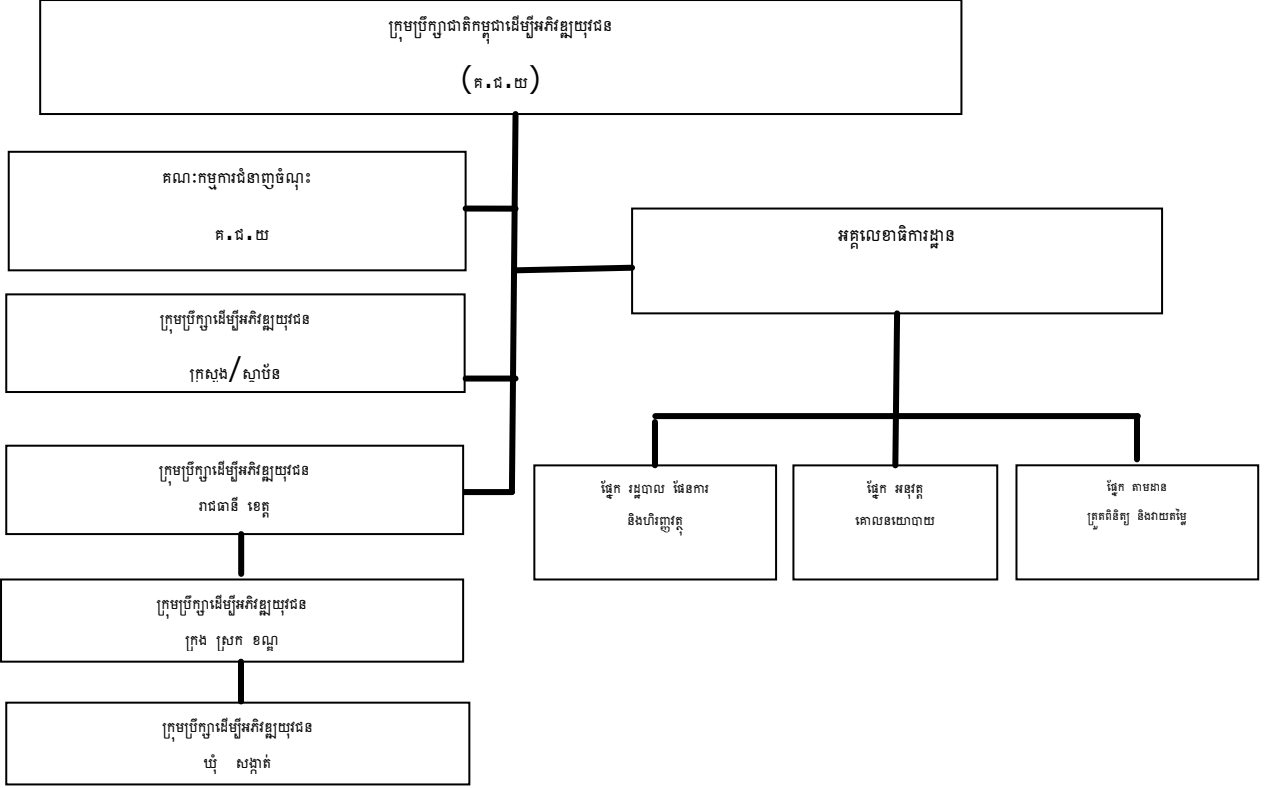 ក្រុមប្រឹក្សាជាតិកម្ពុជាដើម្បីអភិវឌ្ឍយុវជន
(គ.ជ.យ)
គណៈកម្មការជំនាញចំណុះ
គ.ជ.យ
អគ្គលេខាធិការដ្ឋាន
ក្រុមប្រឹក្សាដើម្បីអភិវឌ្ឍយុវជន
ក្រសួង/ស្ថាប័ន
ក្រុមប្រឹក្សាដើម្បីអភិវឌ្ឍយុវជន
រាជធានី ខេត្ត
ផ្នែក រដ្ឋបាល ផែនការ
និងហិរញ្ញវត្ថុ
ផ្នែក អនុវត្ត
គោលនយោបាយ
ផ្នែក តាមដាន
ត្រួតពិនិត្យ និងវាយតម្លៃ
ក្រុមប្រឹក្សាដើម្បីអភិវឌ្ឍយុវជន
ក្រុង ស្រុក ខណ្ឌ
ក្រុមប្រឹក្សាដើម្បីអភិវឌ្ឍយុវជន
ឃុំ សង្កាត់